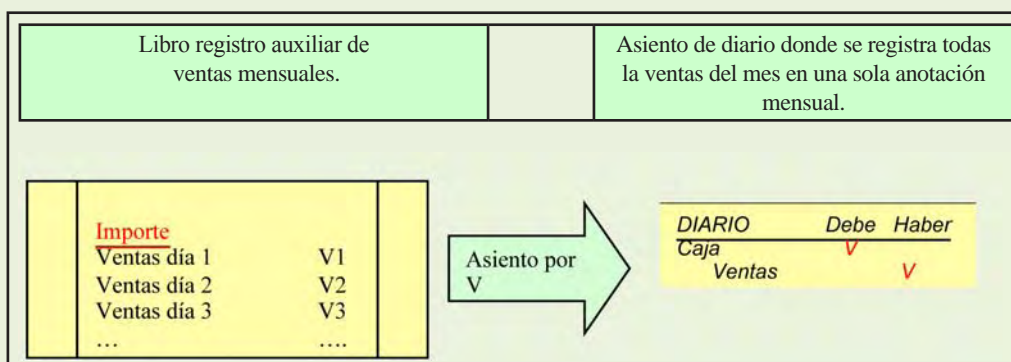 Libro registro auxiliar de
ventas mensuales.
Asiento de diario donde se registra todas
la ventas del mes en una sola anotación
mensual.
Importe
Ventas día 1 V1
Ventas día 2 V2
Ventas día 3 V3
… ….
Asiento por
V
DIARIO Debe Haber
Caja V
Ventas V